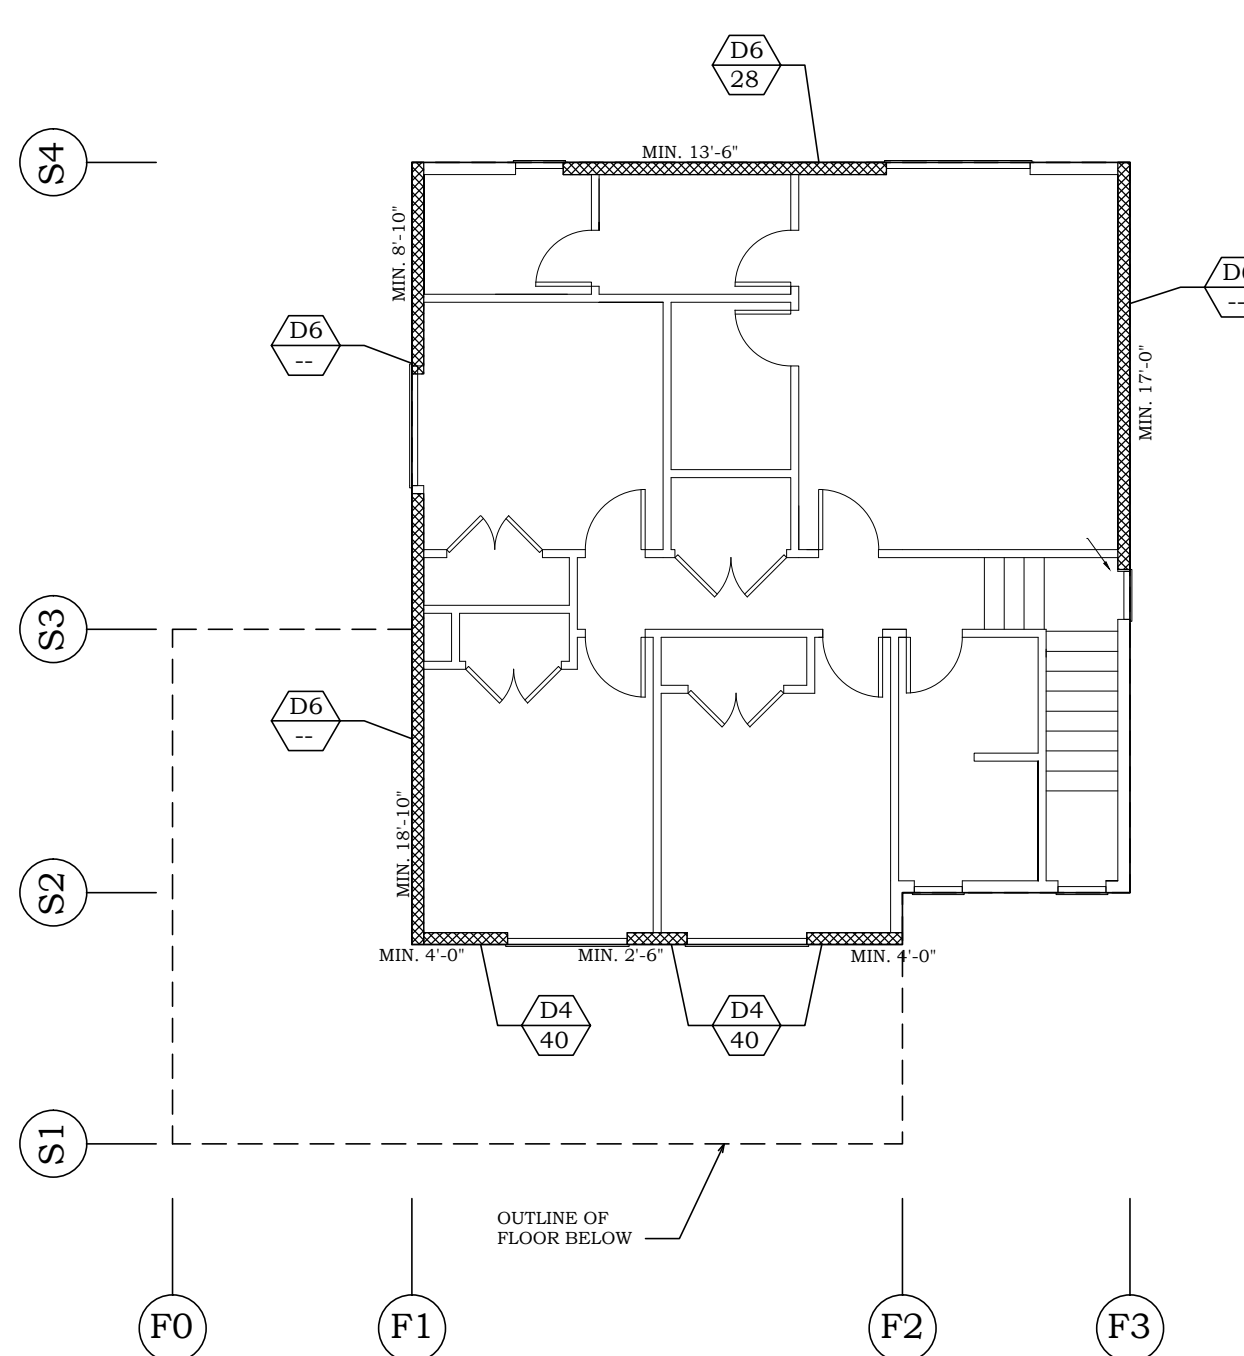 D6
28
S4
MIN. 13'-6"
MIN. 8'-10"
D6
--
D6
--
MIN. 17'-0"
S3
D6
--
MIN. 18'-10"
S2
MIN. 4'-0"
MIN. 2'-6"
MIN. 4'-0"
D4
40
D4
40
S1
OUTLINE OF
FLOOR BELOW
F0
F1
F2
F3